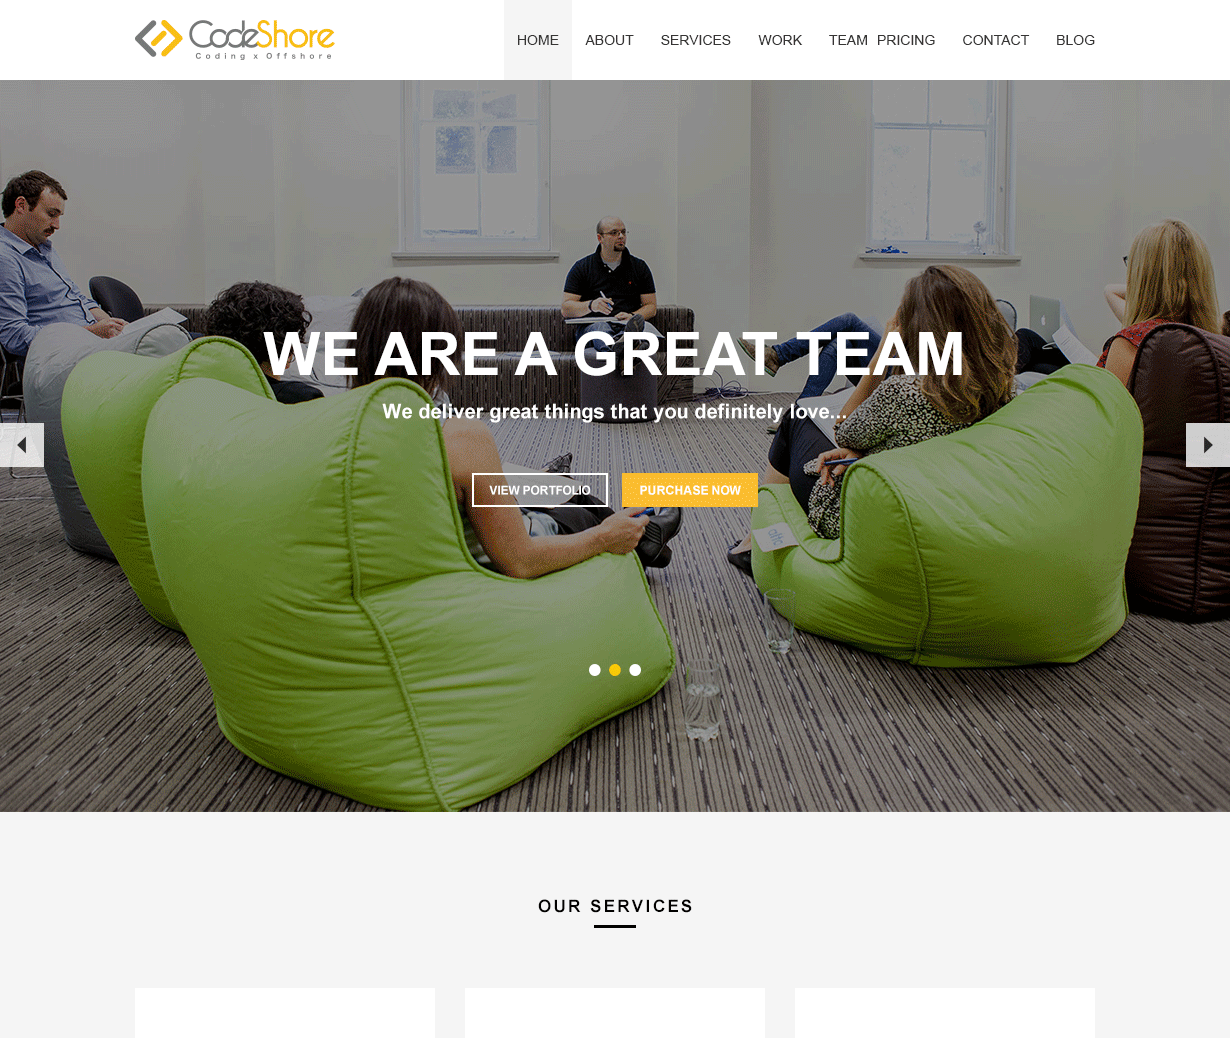 CodeShore
Coding x Offshore
HOME ABOUT SERVICES WORK TEAM PRICING CONTACT BLOG
WE ARE A GREAT TEAM
We deliver great things that you definitely love...
VIEW PORTFOLIO PURCHASE NOW
OUR SERVICES